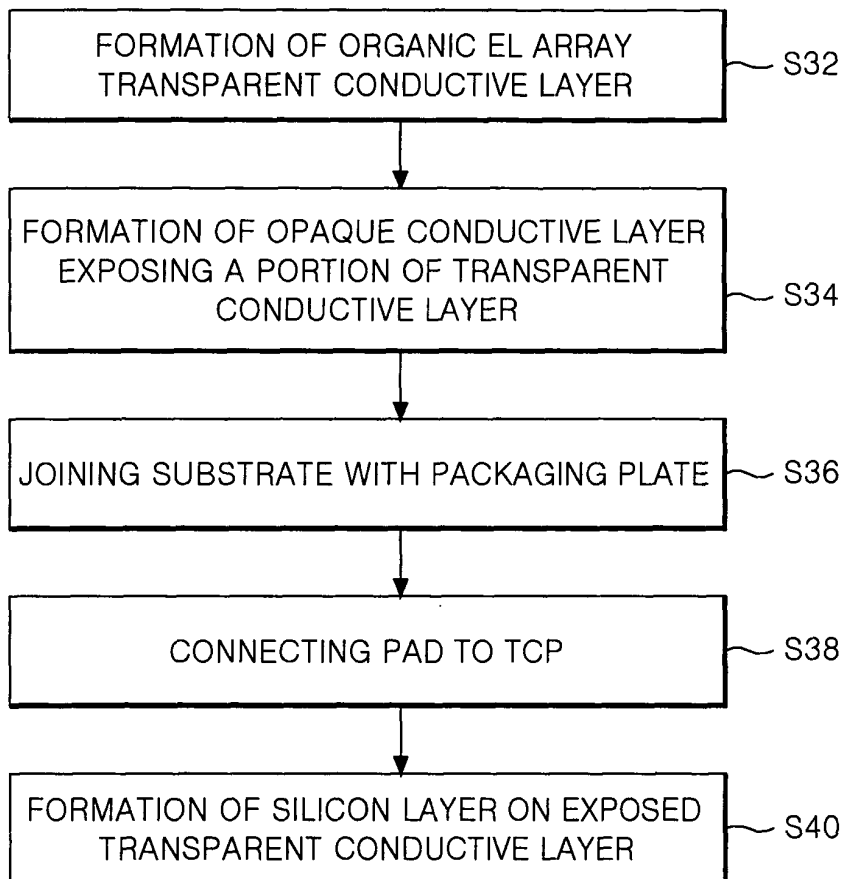 FORMATION OF ORGANIC EL ARRAY
TRANSPARENT CONDUCTIVE LAYER
S32
FORMATION OF OPAQUE CONDUCTIVE LAYER
EXPOSING A PORTION OF TRANSPARENT
CONDUCTIVE LAYER
S34
JOINING SUBSTRATE WITH PACKAGING PLATE
S36
CONNECTING PAD TO TCP
S38
FORMATION OF SILICON LAYER ON EXPOSED
TRANSPARENT CONDUCTIVE LAYER
S40